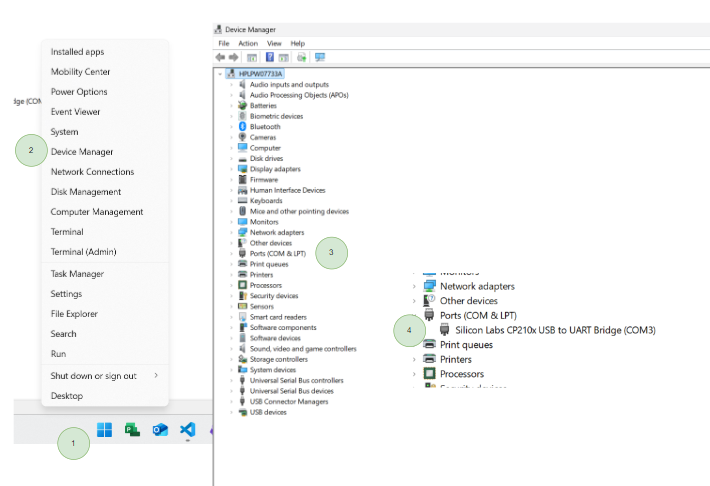 Installed apps
Mobility Center
Power Options
dge (COM
Event Viewer
System
2
Device Manager
Network Connections
Disk Management
Computer Management
Terminal
Terminal (Admin)
Task Manager
Settings
File Explorer
Search
Run
Shut down or sign out
Desktop
1
Device Manager
File Action View Help
HPLPW07733A
Audio inputs and outputs
Audio Processing Objects (APOs)
Batteries
Biometric devices
Bluetooth
Cameras
Computer
Disk drives
Display adapters
Firmware
Human Interface Devices
Keyboards
Mice and other pointing devices
Monitors
Network adapters
Other devices
Ports (COM & LPT)
3
Print queues
Printers
Processors
Security devices
Sensors
Smart card readers
Software components
Software devices
Sound, video and game controllers
Storage controllers
System devices
Universal Serial Bus controllers
Universal Serial Bus devices
USB Connector Managers
USB devices
Monitors
Network adapters
Other devices
Ports (COM & LPT)
4
Silicon Labs CP210x USB to UART Bridge (COM3)
Print queues
Printers
Processors
Security devices